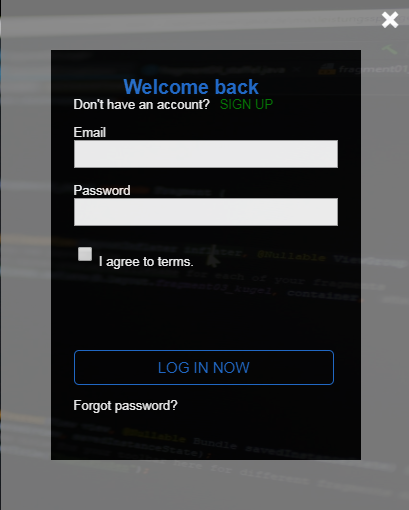 Welcome back
Don't have an account? SIGN UP
Email
Password
I agree to terms.
LOG IN NOW
Forgot password?